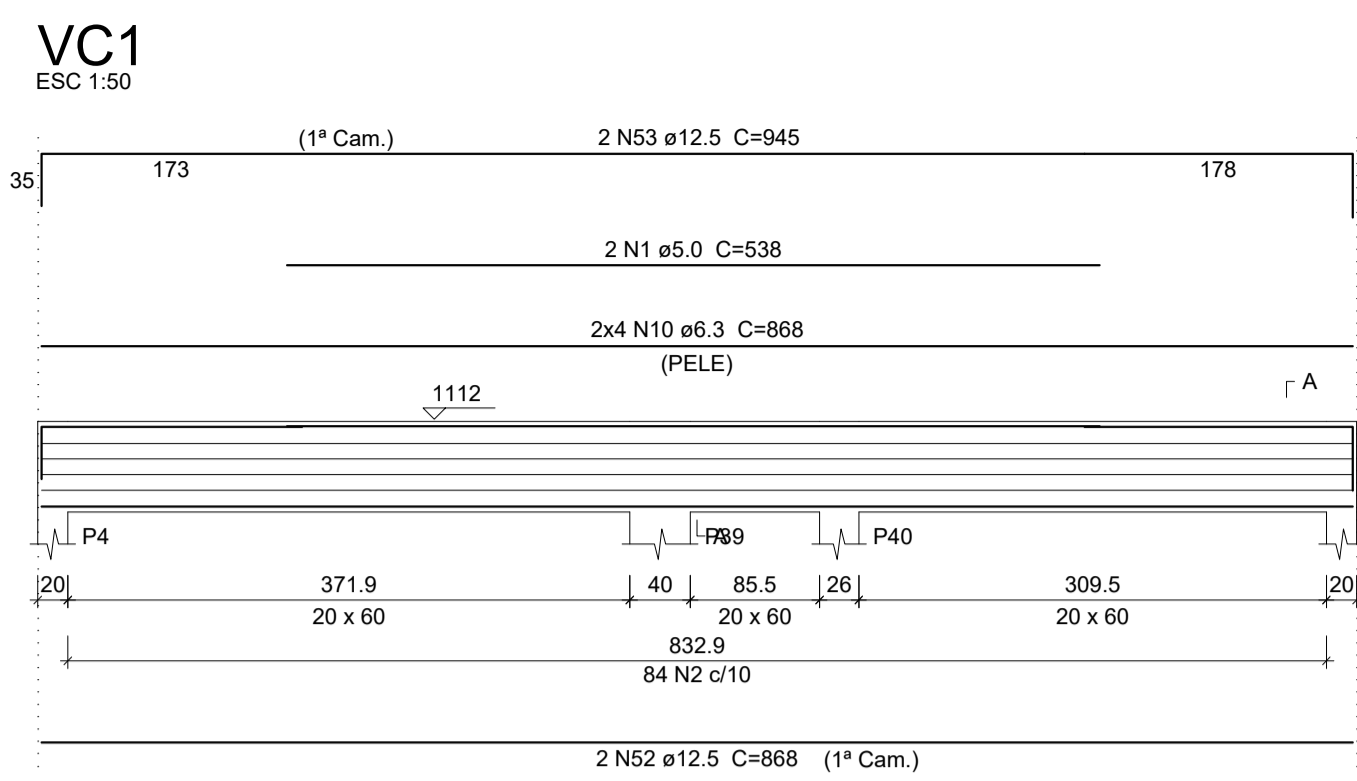 VC1
ESC 1:50
(1ª Cam.) 2 N53 ø12.5 C=945
35 173 178
2 N1 ø5.0 C=538
2x4 N10 ø6.3 C=868
(PELE)
A
1112
P4 A P39 P40
20 371.9 40 85.5 26 309.5 20
20 x 60 20 x 60 20 x 60
832.9
84 N2 c/10
2 N52 ø12.5 C=868 (1ª Cam.)